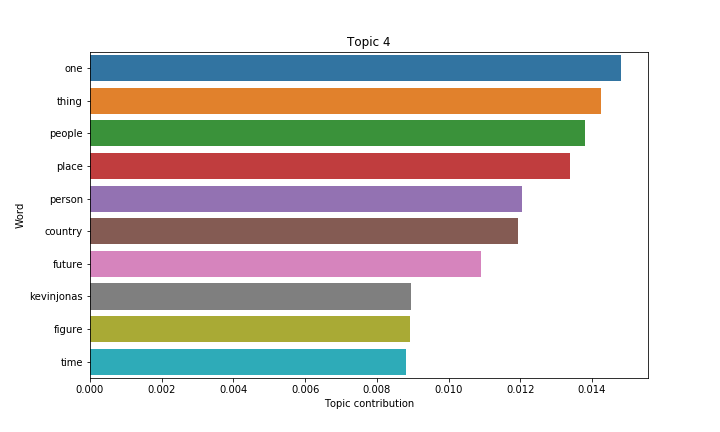 Topic 4
Word
one
thing
people
place
person
country
future
kevinjonas
figure
time
0.000 0.002 0.004 0.006 0.008 0.010 0.012 0.014
Topic contribution